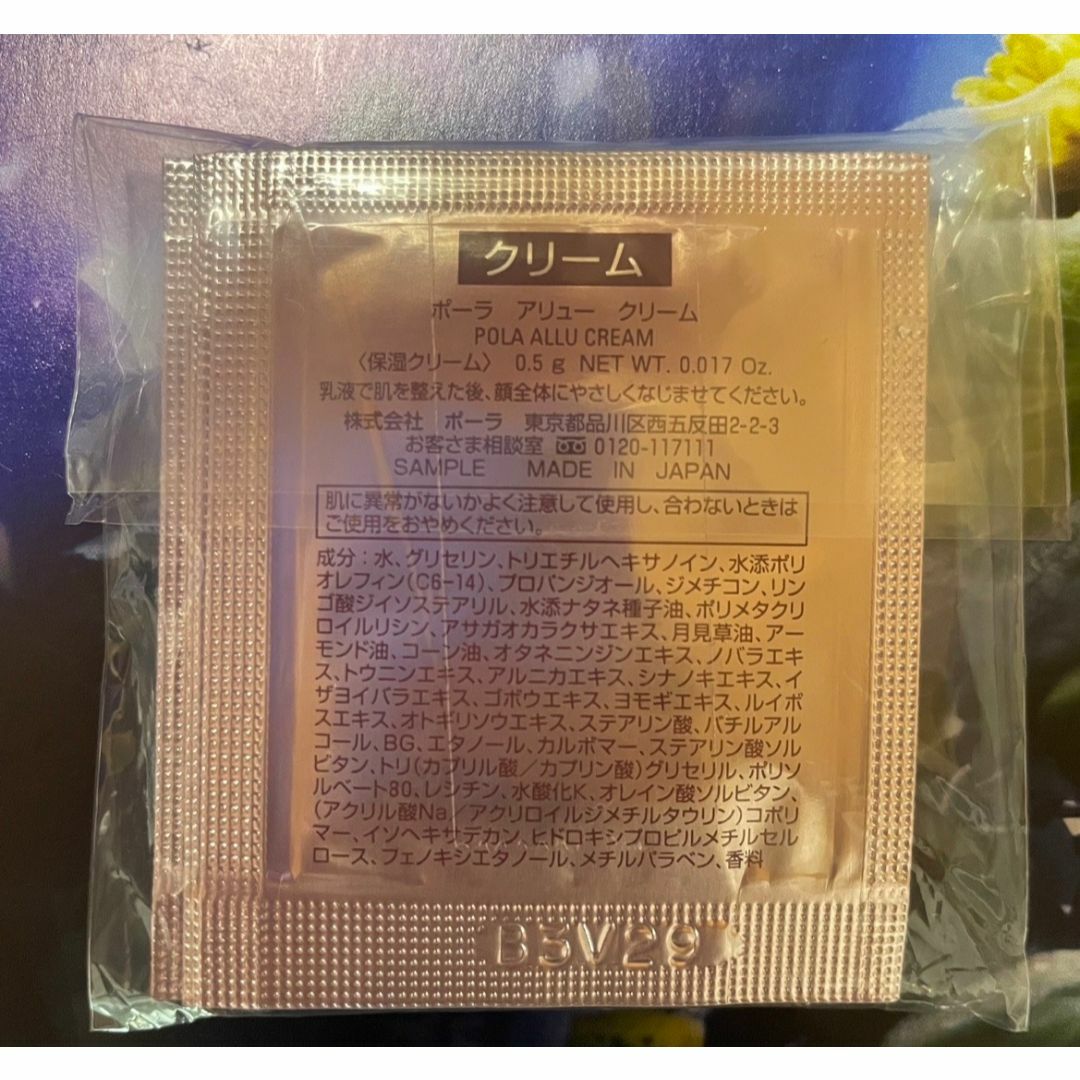 クリーム
ポーラ アリュー クリーム
POLA ALLU CREAM
〈保湿クリーム〉 0.5 g NET WT. 0.017 Oz.
乳液で肌を整えた後、顔全体にやさしくなじませてください。
株式会社 ポーラ 東京都品川区西五反田2-2-3
お客さま相談室 0120-117111
SAMPLE MADE IN JAPAN
肌に異常がないかよく注意して使用し、合わないときは
ご使用をおやめください。
成分：水、グリセリン、トリエチルヘキサノイン、水添ポリ
オレフィン(C6-14)、プロパンジオール、ジメチコン、リン
ゴ酸ジイソステアリル、水添ナタネ種子油、ポリメタクリ
ロイルリシン、アサガオカラクサエキス、月見草油、アー
モンド油、コーン油、オタネニンジンエキス、ノバラエキ
ス、トウニンエキス、アルニカエキス、シナノキエキス、イ
ザヨイバラエキス、ゴボウエキス、ヨモギエキス、ルイボ
スエキス、オトギリソウエキス、ステアリン酸、バチルアル
コール、BG、エタノール、カルボマー、ステアリン酸ソル
ビタン、トリ(カプリル酸／カプリン酸)グリセリル、ポリソ
ルベート80、レシチン、水酸化K、オレイン酸ソルビタン、
(アクリル酸Na／アクリロイルジメチルタウリン)コポリ
マー、イソヘキサデカン、ヒドロキシプロピルメチルセル
ロース、フェノキシエタノール、メチルパラベン、香料
B3V29